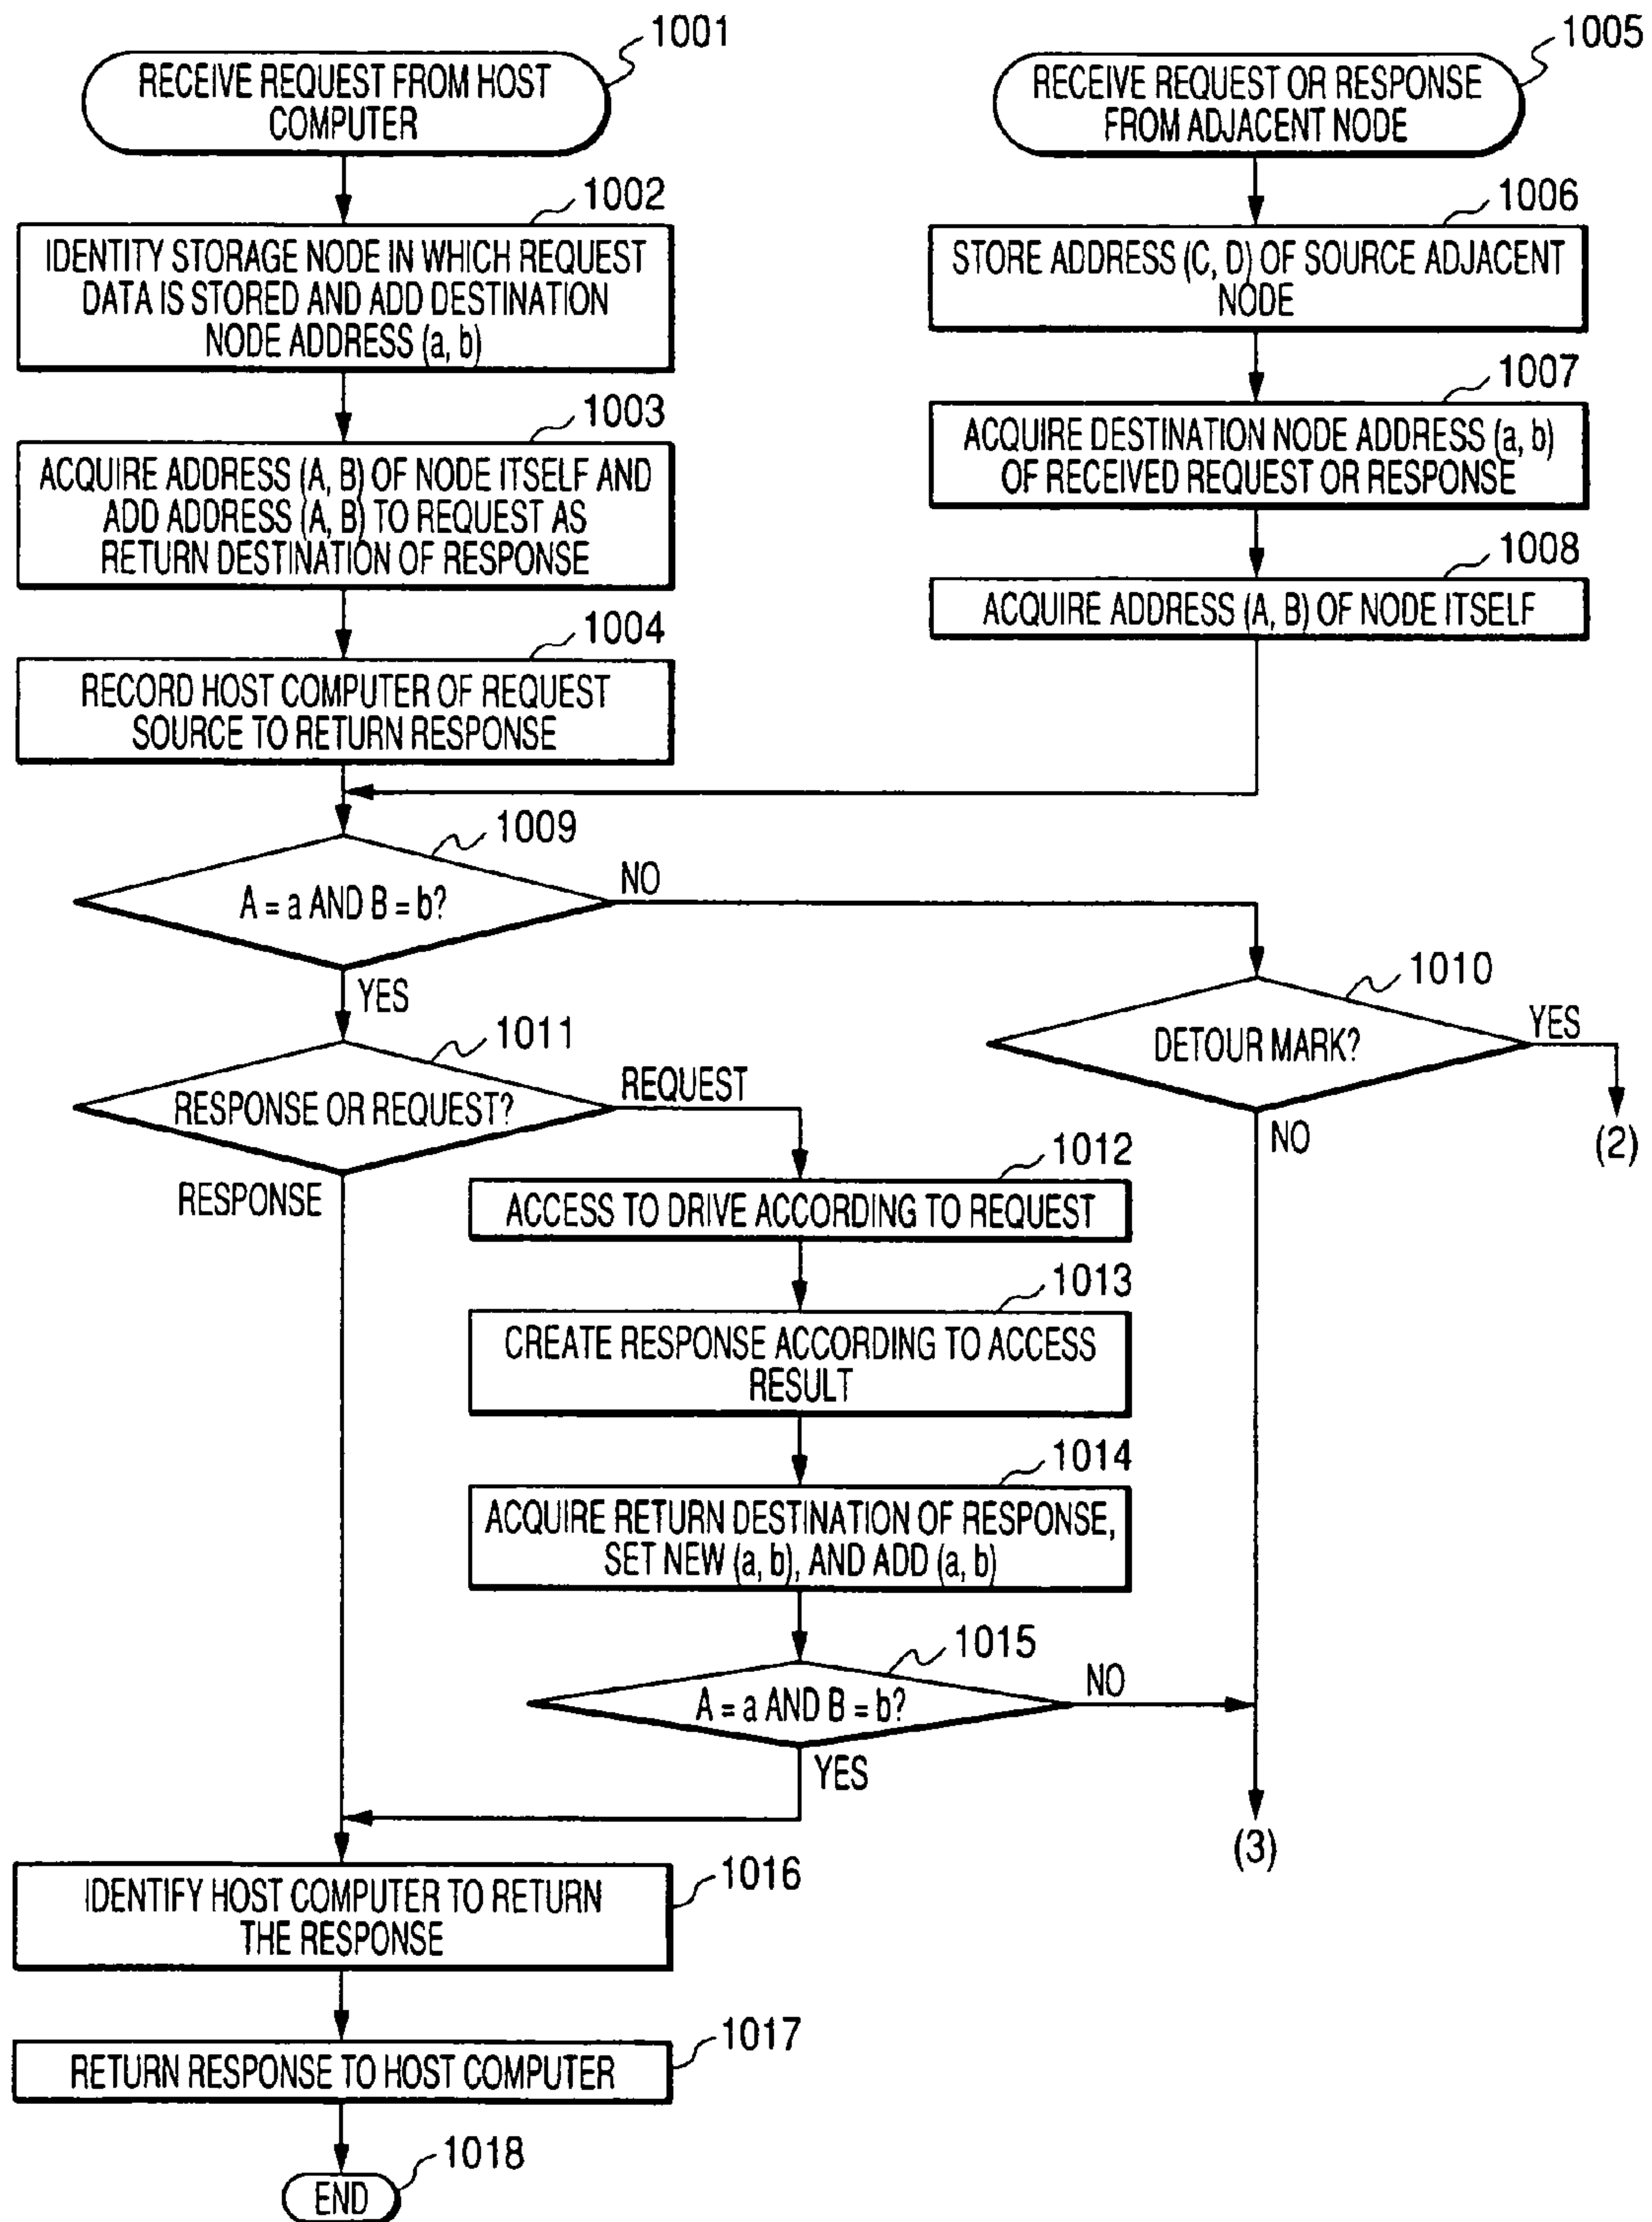 1001
RECEIVE REQUEST FROM HOST
COMPUTER
1002
IDENTITY STORAGE NODE IN WHICH REQUEST
DATA IS STORED AND ADD DESTINATION
NODE ADDRESS (a, b)
1003
ACQUIRE ADDRESS (A, B) OF NODE ITSELF AND
ADD ADDRESS (A, B) TO REQUEST AS
RETURN DESTINATION OF RESPONSE
1004
RECORD HOST COMPUTER OF REQUEST
SOURCE TO RETURN RESPONSE
1005
RECEIVE REQUEST OR RESPONSE
FROM ADJACENT NODE
1006
STORE ADDRESS (C, D) OF SOURCE ADJACENT
NODE
1007
ACQUIRE DESTINATION NODE ADDRESS (a, b)
OF RECEIVED REQUEST OR RESPONSE
1008
ACQUIRE ADDRESS (A, B) OF NODE ITSELF
1009
A = a AND B = b?
NO
YES
1010
DETOUR MARK?
YES
(2)
NO
1011
RESPONSE OR REQUEST?
REQUEST
RESPONSE
1012
ACCESS TO DRIVE ACCORDING TO REQUEST
1013
CREATE RESPONSE ACCORDING TO ACCESS
RESULT
1014
ACQUIRE RETURN DESTINATION OF RESPONSE,
SET NEW (a, b), AND ADD (a, b)
1015
A = a AND B = b?
NO
YES
(3)
1016
IDENTIFY HOST COMPUTER TO RETURN
THE RESPONSE
1017
RETURN RESPONSE TO HOST COMPUTER
1018
END